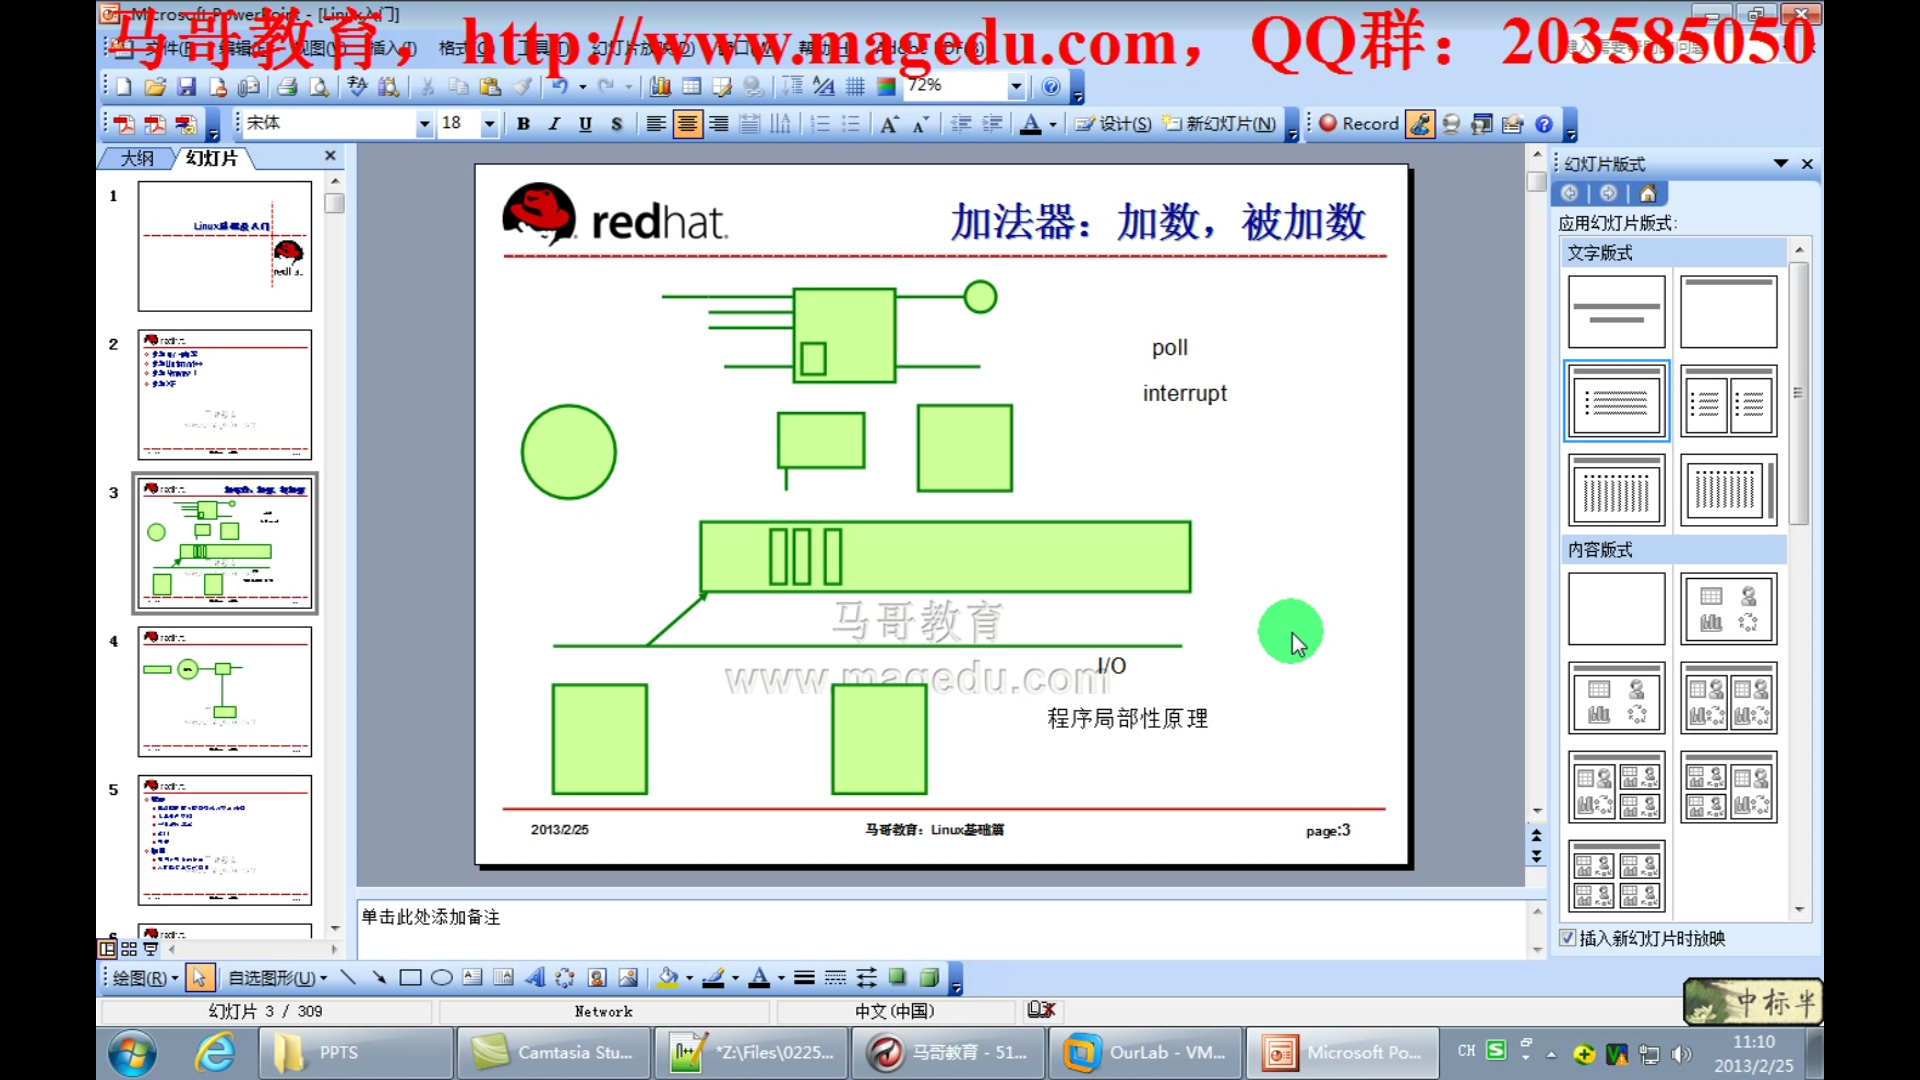 Microsoft PowerPoint - [Linux入门]
马哥教育，http://www.magedu.com，QQ群：203585050
72%
宋体 18 B I U S 设计(S) 新幻灯片(N) Record
大纲 幻灯片
幻灯片版式
应用幻灯片版式:
文字版式
内容版式
插入新幻灯片时放映
1
2
3
4
5
redhat.
加法器：加数，被加数
poll
interrupt
马哥教育
www.magedu.com
I/O
程序局部性原理
2013/2/25
马哥教育：Linux基础篇
page:3
单击此处添加备注
绘图(R) 自选图形(U)
幻灯片 3 / 309 Network 中文(中国)
中标半
PPTS Camtasia Stu... *Z:\Files\0225... 马哥教育 - 51... OurLab - VM... Microsoft Po... CH
11:10
2013/2/25